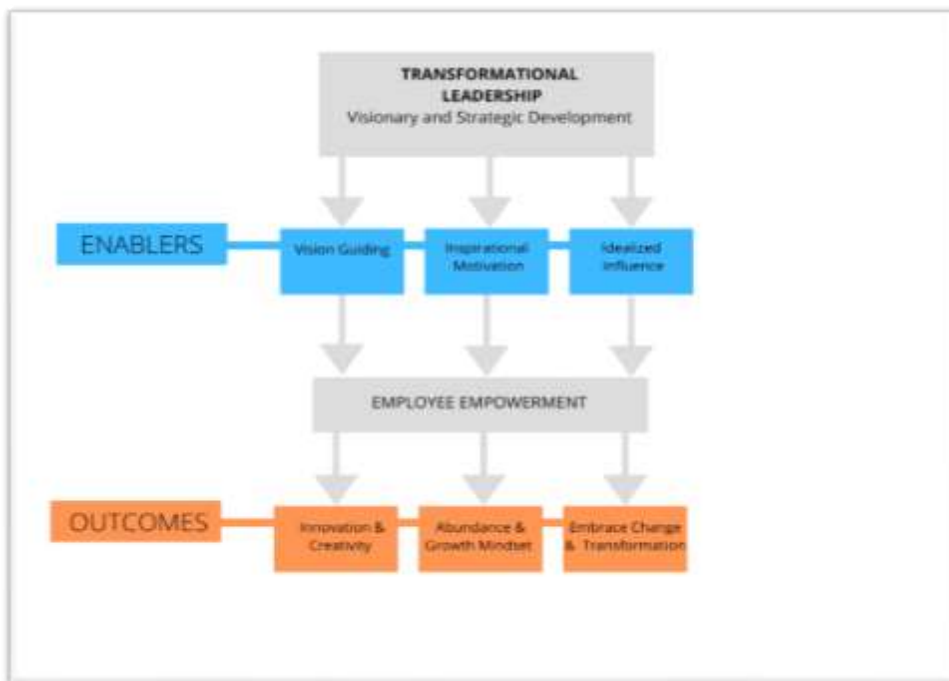 TRANSFORMATIONAL
LEADERSHIP
Visionary and Strategic Development
ENABLERS
Vision Guiding
Inspirational
Motivation
Idealized
Influence
EMPLOYEE EMPOWERMENT
OUTCOMES
Innovation &
Creativity
Abundance &
Growth Mindset
Embrace Change
& Transformation